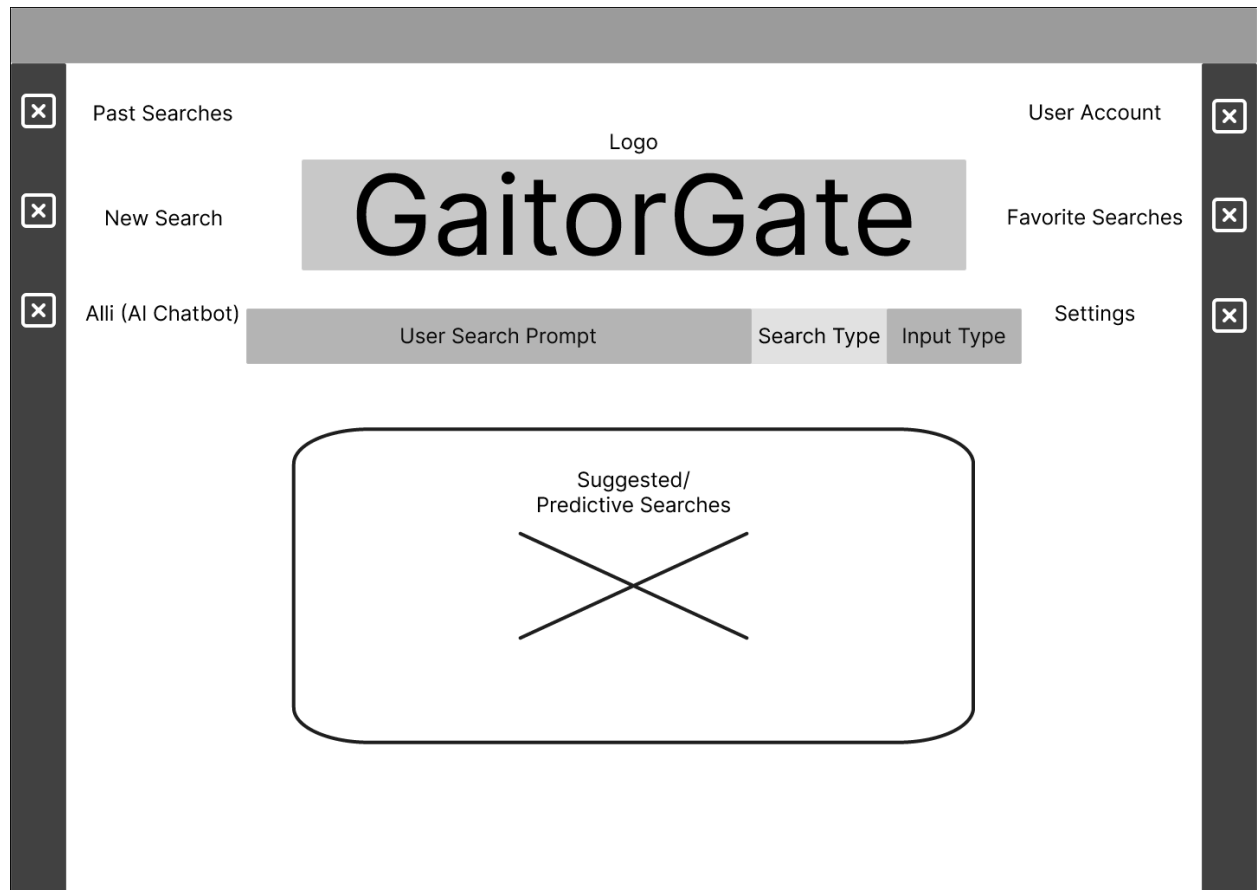 Past Searches
User Account
Logo
GaitorGate
New Search
Favorite Searches
Alli (AI Chatbot)
Settings
User Search Prompt
Search Type
Input Type
Suggested/
Predictive Searches